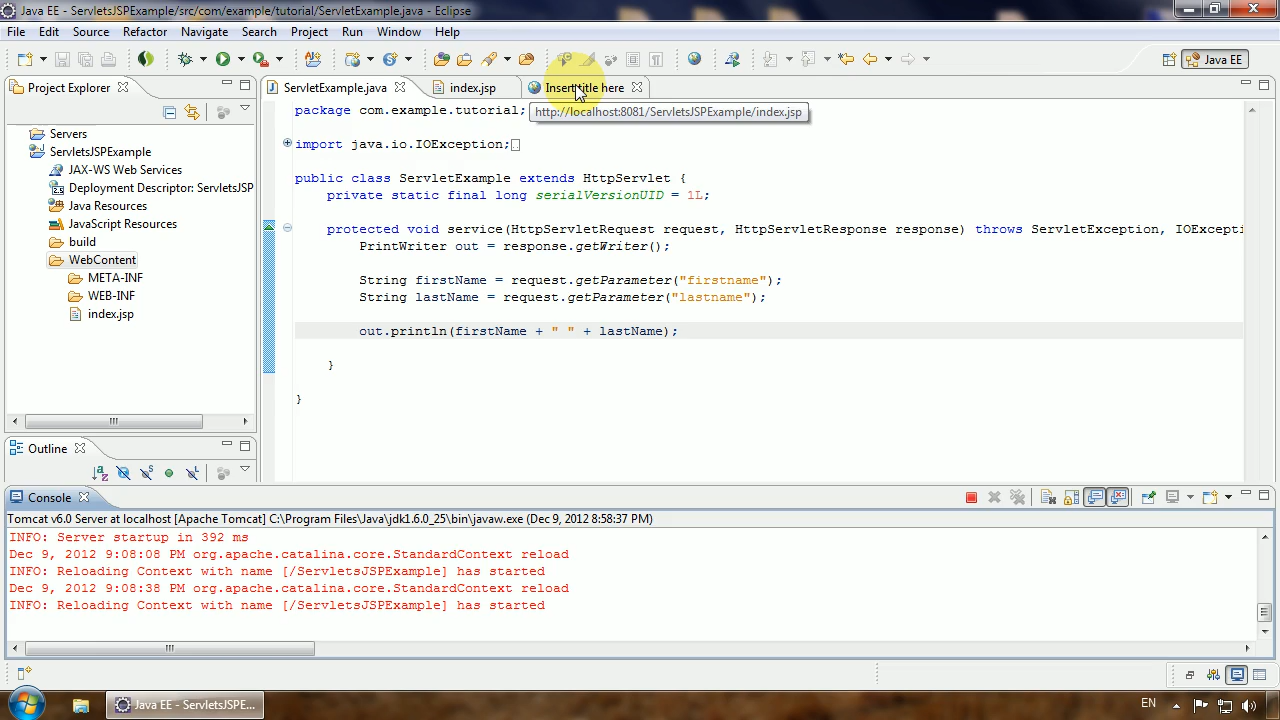 Java EE - ServletsJSPExample/src/com/example/tutorial/ServletExample.java - Eclipse
File Edit Source Refactor Navigate Search Project Run Window Help
Java EE
Project Explorer
ServletExample.java index.jsp Insert title here
http://localhost:8081/ServletsJSPExample/index.jsp
Servers
ServletsJSPExample
JAX-WS Web Services
Deployment Descriptor: ServletsJSP
Java Resources
JavaScript Resources
build
WebContent
META-INF
WEB-INF
index.jsp
package com.example.tutorial;
import java.io.IOException;
public class ServletExample extends HttpServlet {
private static final long serialVersionUID = 1L;
protected void service(HttpServletRequest request, HttpServletResponse response) throws ServletException, IOExcepti
PrintWriter out = response.getWriter();
String firstName = request.getParameter("firstname");
String lastName = request.getParameter("lastname");
out.println(firstName + " " + lastName);
}
}
Outline
Console
Tomcat v6.0 Server at localhost [Apache Tomcat] C:\Program Files\Java\jdk1.6.0_25\bin\javaw.exe (Dec 9, 2012 8:58:37 PM)
INFO: Server startup in 392 ms
Dec 9, 2012 9:08:08 PM org.apache.catalina.core.StandardContext reload
INFO: Reloading Context with name [/ServletsJSPExample] has started
Dec 9, 2012 9:08:38 PM org.apache.catalina.core.StandardContext reload
INFO: Reloading Context with name [/ServletsJSPExample] has started
Java EE - ServletsJSPE...
EN